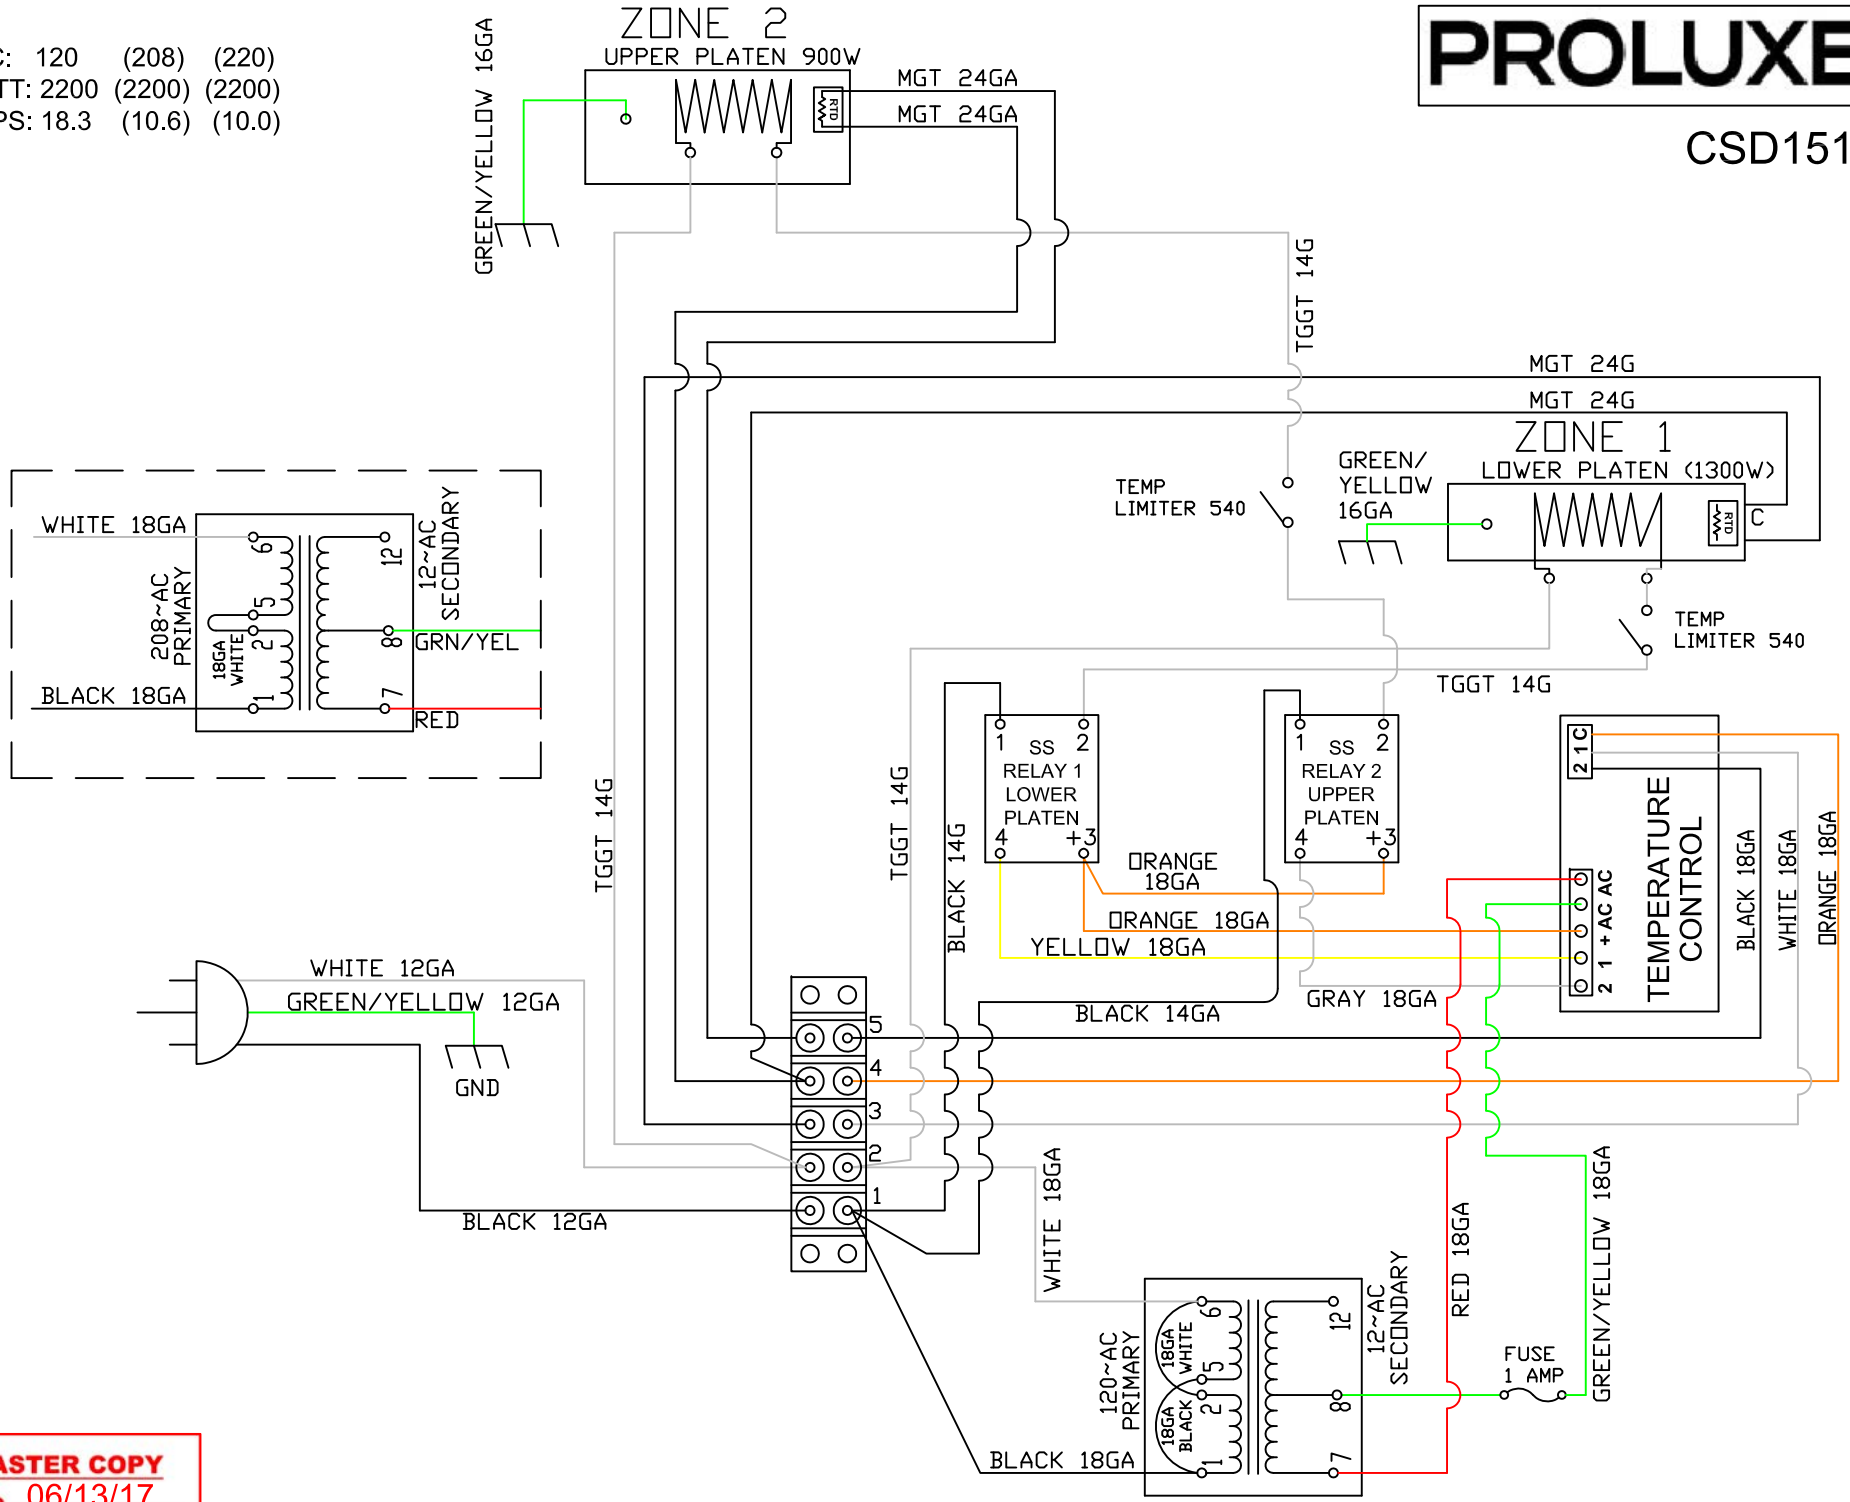 C: 120 (208) (220)
TT: 2200 (2200) (2200)
PS: 18.3 (10.6) (10.0)
GREEN/YELLOW 16GA
ZONE 2
UPPER PLATEN 900W
RTD
MGT 24GA
MGT 24GA
PROLUXE
CSD151
TGGT 14G
MGT 24G
MGT 24G
ZONE 1
LOWER PLATEN (1300W)
GREEN/
YELLOW
16GA
RTD
C
TEMP
LIMITER 540
TEMP
LIMITER 540
TGGT 14G
WHITE 18GA
208~AC
PRIMARY
BLACK 18GA
18GA
WHITE
6
5
2
1
12
8
7
12~AC
SECONDARY
GRN/YEL
RED
TGGT 14G
TGGT 14G
BLACK 14G
1 2
SS
RELAY 1
LOWER
PLATEN
4 +3
1 2
SS
RELAY 2
UPPER
PLATEN
4 +3
ORANGE
18GA
ORANGE 18GA
YELLOW 18GA
GRAY 18GA
BLACK 14GA
2 1 C
TEMPERATURE
CONTROL
2 1 + AC AC
BLACK 18GA
WHITE 18GA
ORANGE 18GA
WHITE 12GA
GREEN/YELLOW 12GA
GND
BLACK 12GA
5
4
3
2
1
WHITE 18GA
BLACK 18GA
120~AC
PRIMARY
18GA
WHITE
18GA
BLACK
6
5
2
1
12
8
7
12~AC
SECONDARY
RED 18GA
FUSE
1 AMP
GREEN/YELLOW 18GA
ASTER COPY
06/13/17